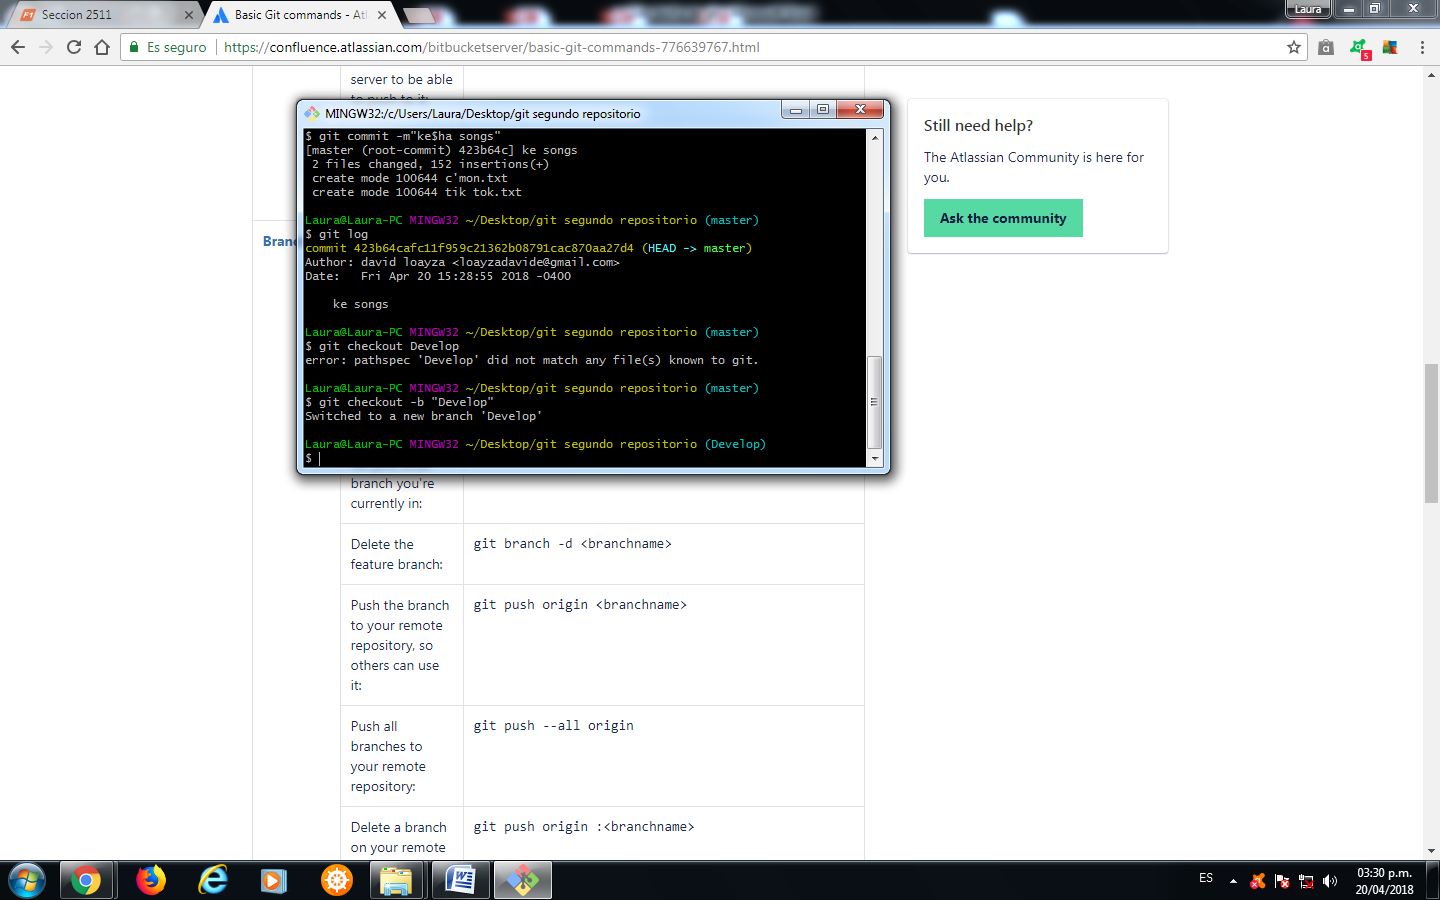 Seccion 2511
Basic Git commands - Atl
Laura
Es seguro
https://confluence.atlassian.com/bitbucketserver/basic-git-commands-776639767.html
5
server to be able
to push to it:
MINGW32:/c/Users/Laura/Desktop/git segundo repositorio
$ git commit -m"ke$ha songs"
[master (root-commit) 423b64c] ke songs
2 files changed, 152 insertions(+)
create mode 100644 c'mon.txt
create mode 100644 tik tok.txt
Laura@Laura-PC MINGW32 ~/Desktop/git segundo repositorio (master)
$ git log
commit 423b64cafc11f959c21362b08791cac870aa27d4 (HEAD -> master)
Author: david loayza <loayzadavide@gmail.com>
Date:   Fri Apr 20 15:28:55 2018 -0400
ke songs
Laura@Laura-PC MINGW32 ~/Desktop/git segundo repositorio (master)
$ git checkout Develop
error: pathspec 'Develop' did not match any file(s) known to git.
Laura@Laura-PC MINGW32 ~/Desktop/git segundo repositorio (master)
$ git checkout -b "Develop"
Switched to a new branch 'Develop'
Laura@Laura-PC MINGW32 ~/Desktop/git segundo repositorio (Develop)
$
Branc
Still need help?
The Atlassian Community is here for
you.
Ask the community
branch you're
currently in:
Delete the
feature branch:
git branch -d <branchname>
Push the branch
to your remote
repository, so
others can use
it:
git push origin <branchname>
Push all
branches to
your remote
repository:
git push --all origin
Delete a branch
on your remote
git push origin :<branchname>
ES
03:30 p.m.
20/04/2018